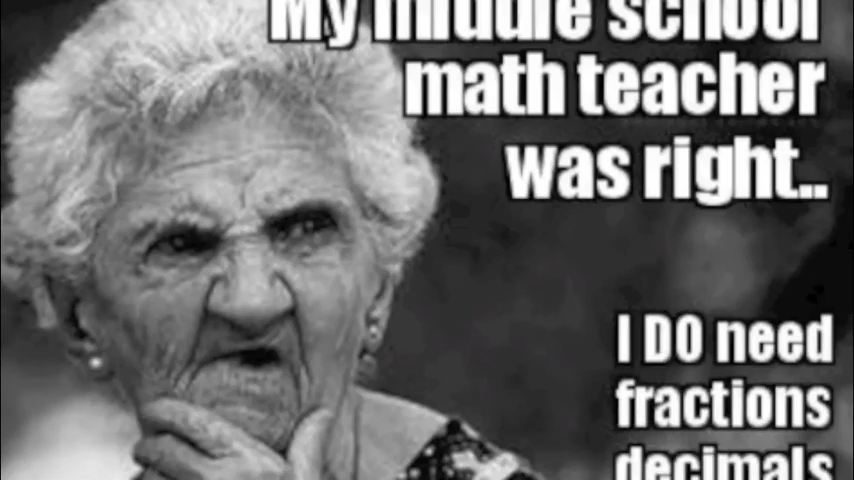 My middle school
math teacher
was right..
I DO need
fractions
decimals